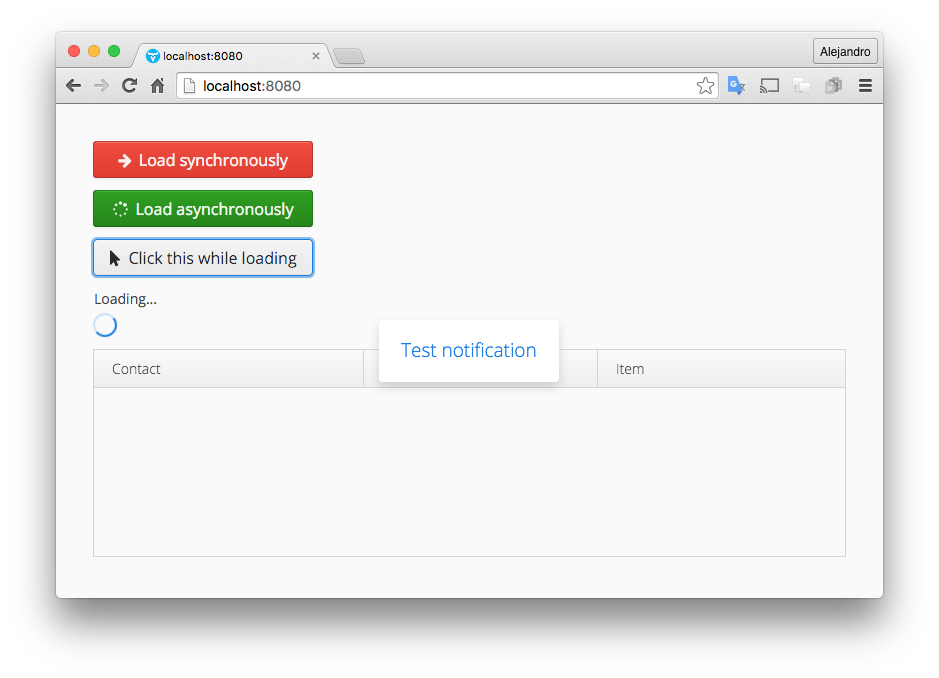 localhost:8080
Alejandro
localhost:8080
Load synchronously
Load asynchronously
Click this while loading
Loading...
Test notification
Contact
Item